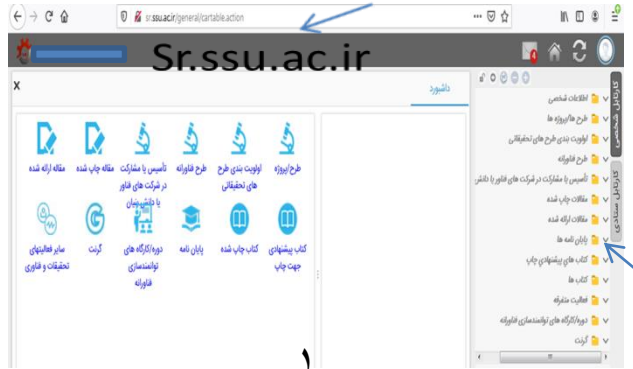 sr.ssu.ac.ir/general/cartable.action
Sr.ssu.ac.ir
داشبورد
طرح/پروژه
اولویت بندی طرح های تحقیقاتی
طرح فناورانه
تأسیس یا مشارکت در شرکت های فناور یا دانش بنیان
مقاله چاپ شده
مقاله ارائه شده
کتاب پیشنهادی جهت چاپ
کتاب چاپ شده
پایان نامه
دوره/کارگاه های توانمندسازی فناورانه
گرنت
سایر فعالیتهای تحقیقات و فناوری
کارتابل شخصی
کارتابل ستادی
اطلاعات شخصی
طرح ها/پروژه ها
اولویت بندی طرح های تحقیقاتی
طرح فناورانه
تأسیس یا مشارکت در شرکت های فناور یا دانش
مقالات چاپ شده
مقالات ارائه شده
پایان نامه ها
کتاب های پیشنهادی چاپ
کتاب ها
فعالیت متفرقه
دوره/کارگاه های توانمندسازی فناورانه
گرنت
۱